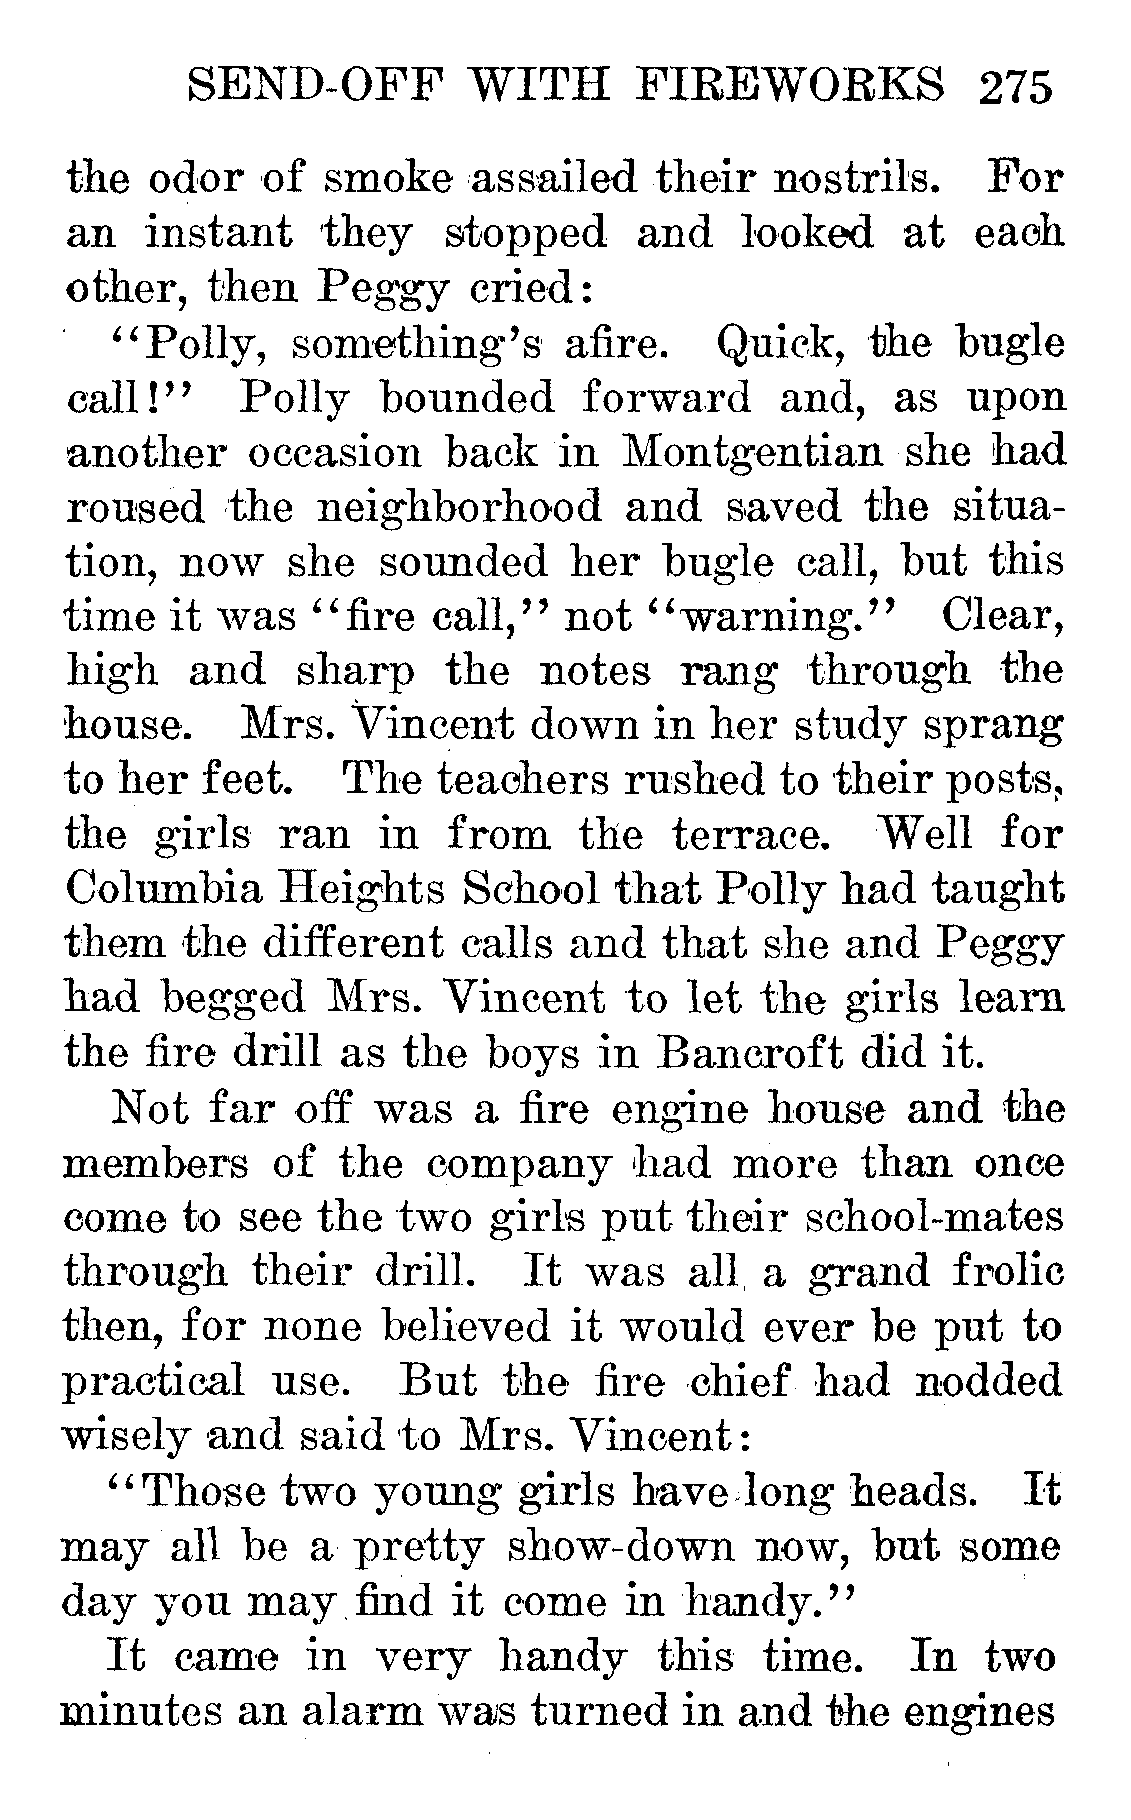 SEND-OFF WITH FIREWORKS 275
the odor of smoke assailed their nostrils. For
an instant they stopped and looked at each
other, then Peggy cried:
"Polly, something's afire. Quick, the bugle
call!" Polly bounded forward and, as upon
another occasion back in Montgentian she had
roused the neighborhood and saved the situa-
tion, now she sounded her bugle call, but this
time it was "fire call," not "warning." Clear,
high and sharp the notes rang through the
house. Mrs. Vincent down in her study sprang
to her feet. The teachers rushed to their posts,
the girls ran in from the terrace. Well for
Columbia Heights School that Polly had taught
them the different calls and that she and Peggy
had begged Mrs. Vincent to let the girls learn
the fire drill as the boys in Bancroft did it.
Not far off was a fire engine house and the
members of the company had more than once
come to see the two girls put their school-mates
through their drill. It was all a grand frolic
then, for none believed it would ever be put to
practical use. But the fire chief had nodded
wisely and said to Mrs. Vincent:
"Those two young girls have long heads. It
may all be a pretty show-down now, but some
day you may find it come in handy."
It came in very handy this time. In two
minutes an alarm was turned in and the engines